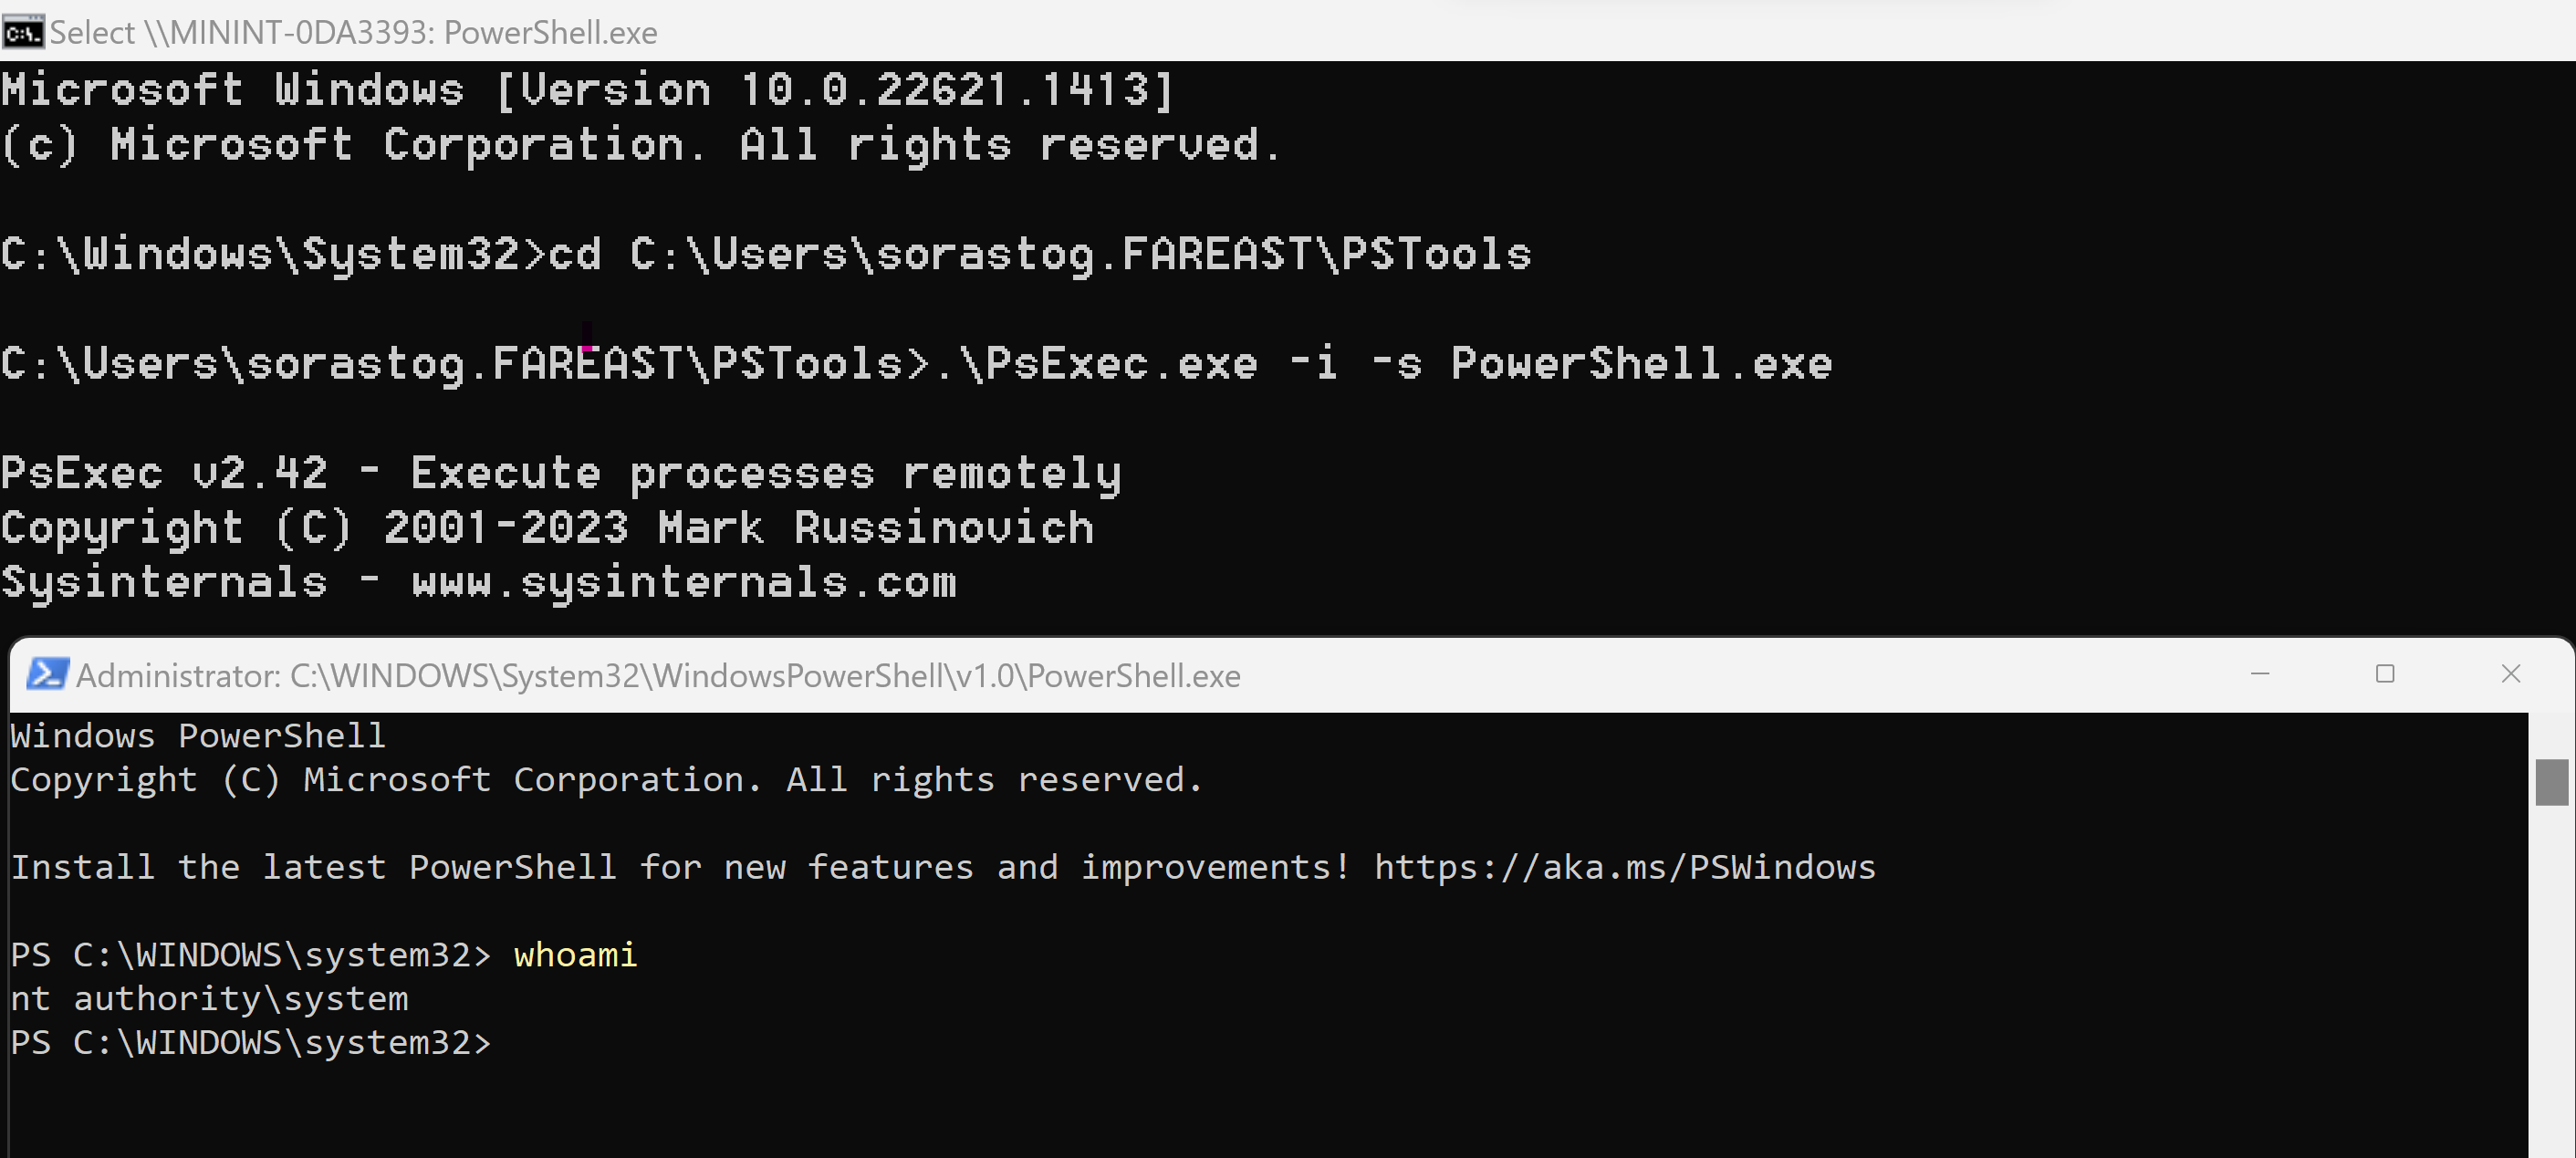 Select \\MININT-0DA3393: PowerShell.exe
Microsoft Windows [Version 10.0.22621.1413]
(c) Microsoft Corporation. All rights reserved.
C:\Windows\System32>cd C:\Users\sorastog.FAREAST\PSTools
C:\Users\sorastog.FAREAST\PSTools>.\PsExec.exe -i -s PowerShell.exe
PsExec v2.42 - Execute processes remotely
Copyright (C) 2001-2023 Mark Russinovich
Sysinternals - www.sysinternals.com
Administrator: C:\WINDOWS\System32\WindowsPowerShell\v1.0\PowerShell.exe
Windows PowerShell
Copyright (C) Microsoft Corporation. All rights reserved.
Install the latest PowerShell for new features and improvements! https://aka.ms/PSWindows
PS C:\WINDOWS\system32> whoami
nt authority\system
PS C:\WINDOWS\system32>